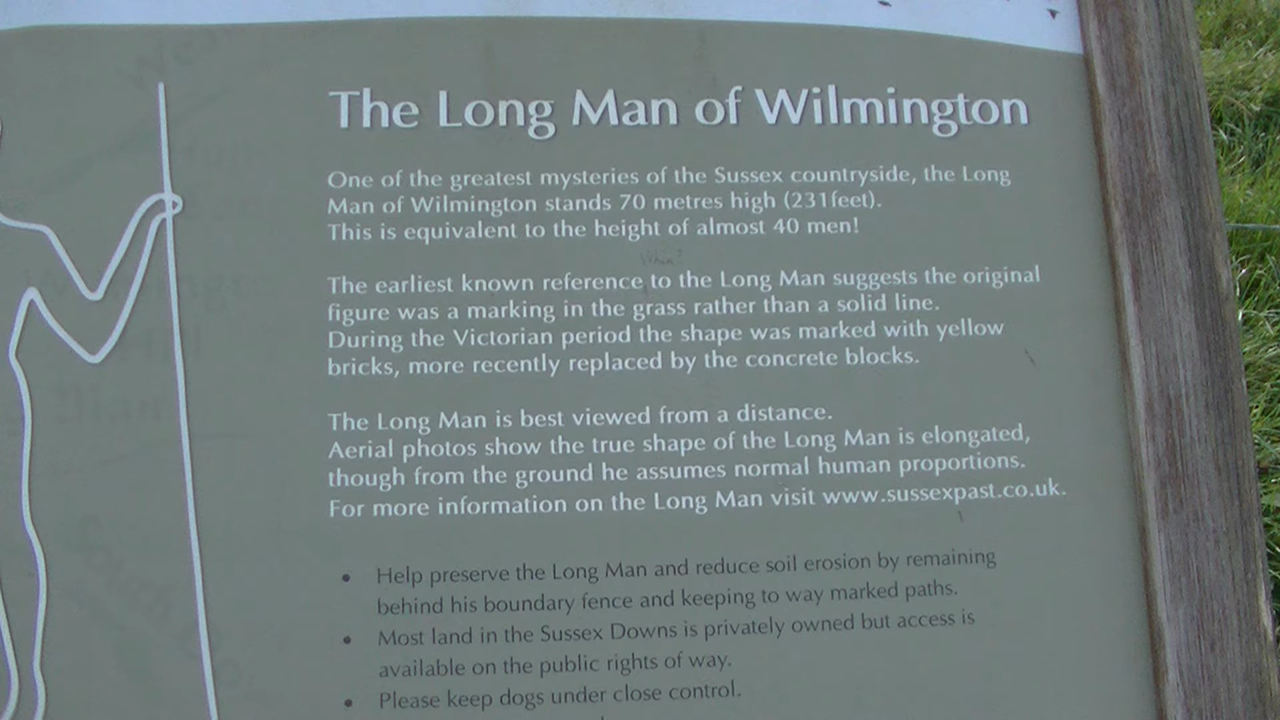 The Long Man of Wilmington
One of the greatest mysteries of the Sussex countryside, the Long
Man of Wilmington stands 70 metres high (231feet).
This is equivalent to the height of almost 40 men!
When?
The earliest known reference to the Long Man suggests the original
figure was a marking in the grass rather than a solid line.
During the Victorian period the shape was marked with yellow
bricks, more recently replaced by the concrete blocks.
The Long Man is best viewed from a distance.
Aerial photos show the true shape of the Long Man is elongated,
though from the ground he assumes normal human proportions.
For more information on the Long Man visit www.sussexpast.co.uk.
• Help preserve the Long Man and reduce soil erosion by remaining
behind his boundary fence and keeping to way marked paths.
• Most land in the Sussex Downs is privately owned but access is
available on the public rights of way.
• Please keep dogs under close control.